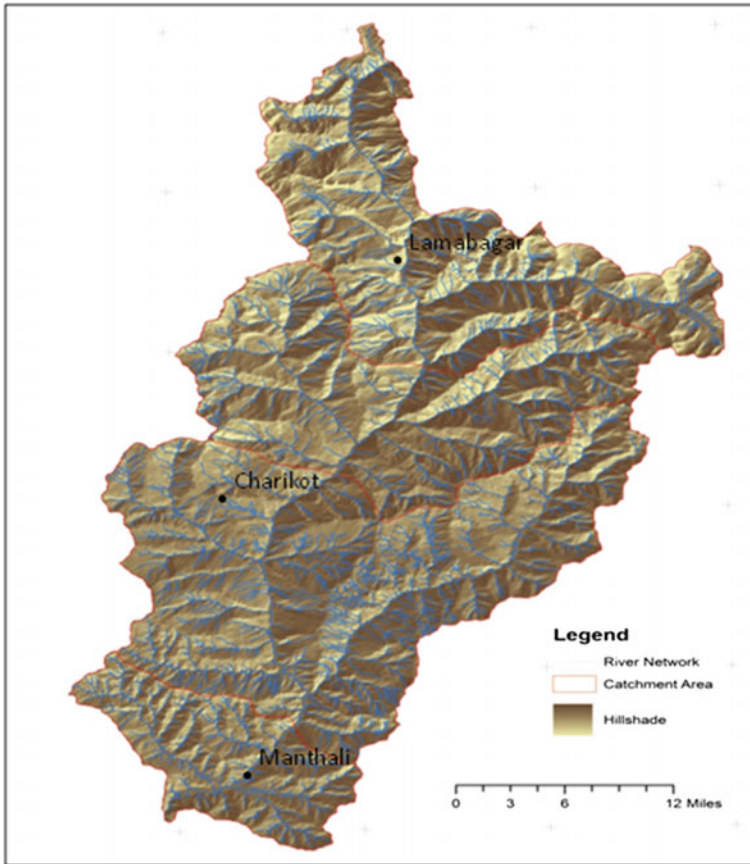 Lamabagar
Charikot
Legend
River Network
Catchment Area
Hillshade
Manthali
0 3 6 12 Miles